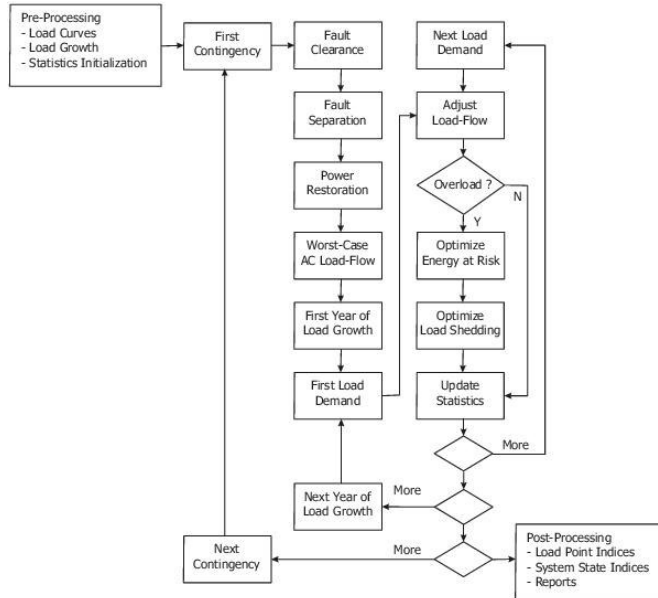 Pre-Processing
- Load Curves
- Load Growth
- Statistics Initialization
First
Contingency
Fault
Clearance
Fault
Separation
Power
Restoration
Worst-Case
AC Load-Flow
First Year of
Load Growth
First Load
Demand
Next Year of
Load Growth
Next
Contingency
Next Load
Demand
Adjust
Load-Flow
Overload ?
N
Y
Optimize
Energy at Risk
Optimize
Load Shedding
Update
Statistics
More
More
More
Post-Processing
- Load Point Indices
- System State Indices
- Reports